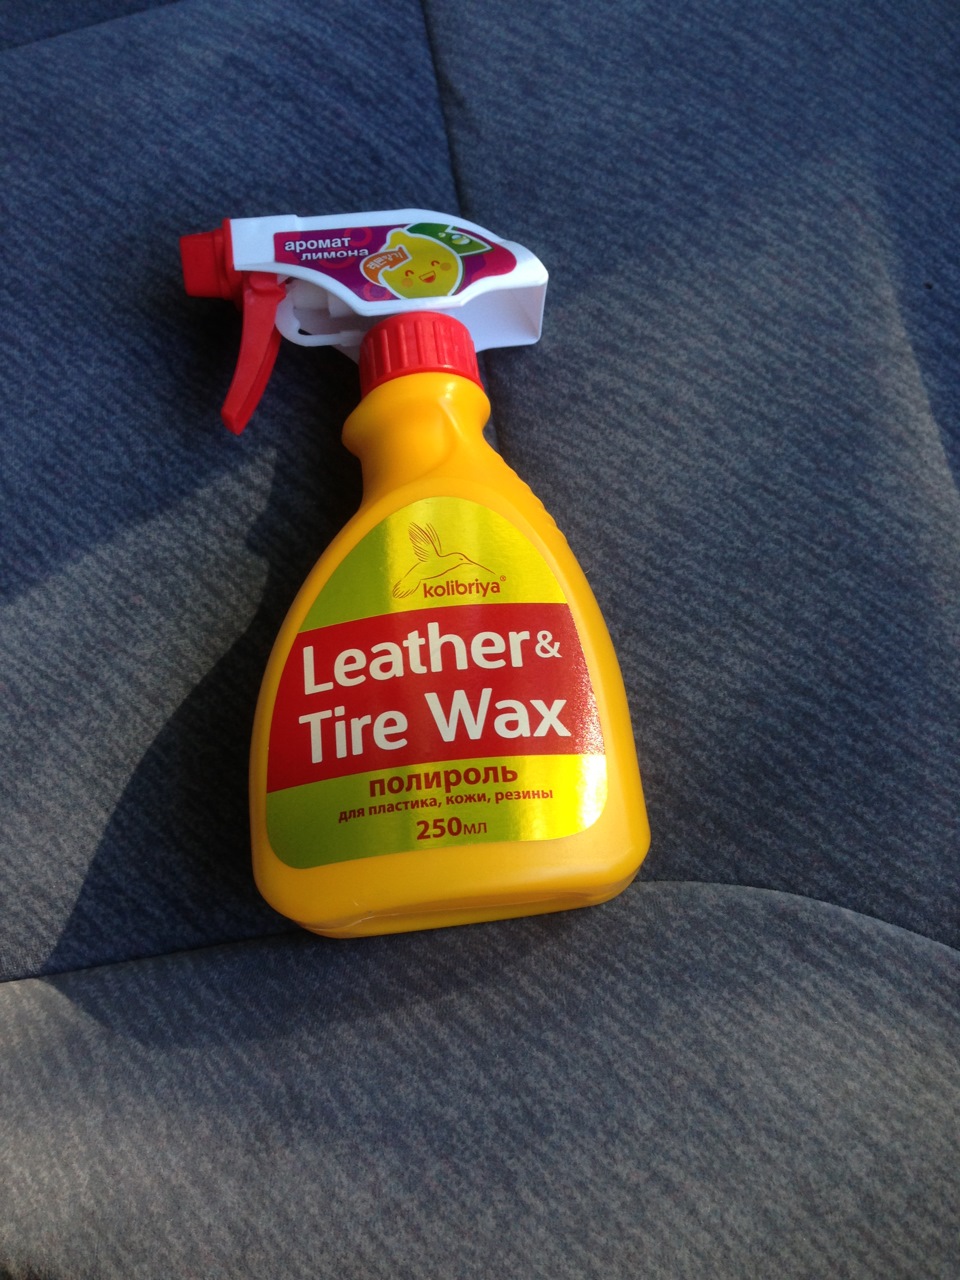 аромат
лимона
kolibriya®
Leather &
Tire Wax
полироль
для пластика, кожи, резины
250мл